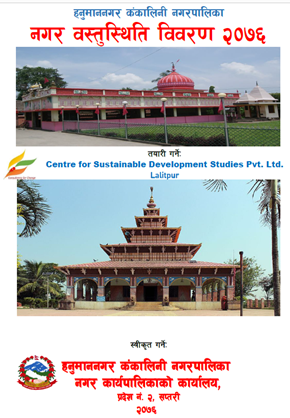 हनुमाननगर कंकालिनी नगरपालिका
नगर वस्तुस्थिति विवरण २०७६
तयारी गर्ने:
Centre for Sustainable Development Studies Pvt. Ltd.
Lalitpur
स्वीकृत गर्ने:
हनुमाननगर कंकालिनी नगरपालिका
नगर कार्यपालिकाको कार्यालय,
प्रदेश नं. २, सप्तरी
२०७६